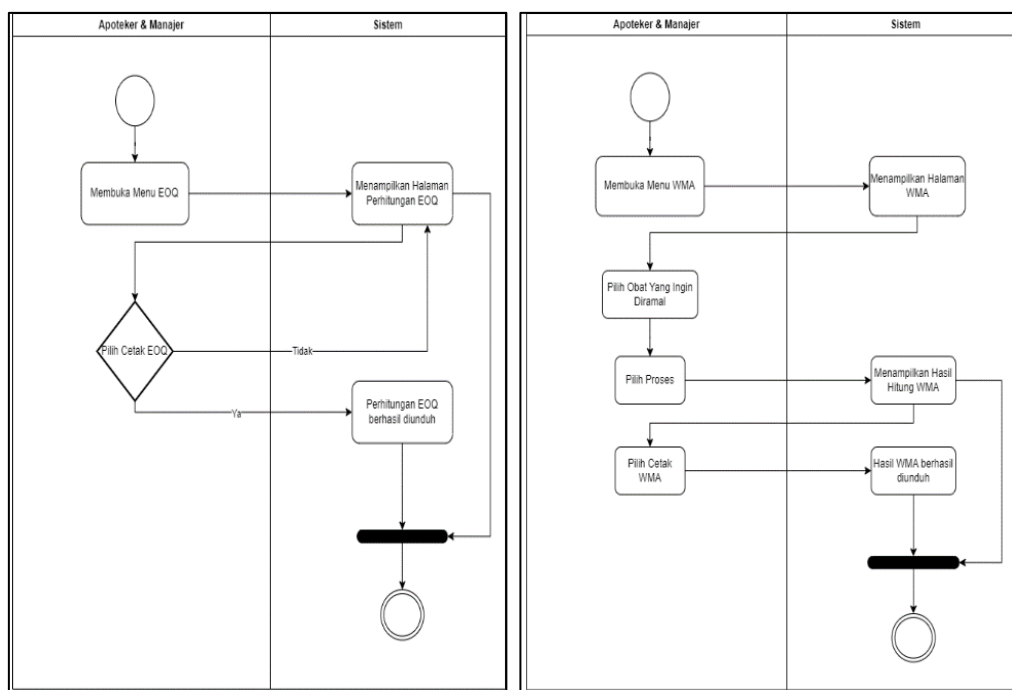 Apoteker & Manajer
Sistem
Membuka Menu EOQ
Menampilkan Halaman
Perhitungan EOQ
Pilih Cetak EOQ
Tidak
Ya
Perhitungan EOQ
berhasil diunduh
Apoteker & Manajer
Sistem
Membuka Menu WMA
Menampilkan Halaman
WMA
Pilih Obat Yang Ingin
Diramal
Pilih Proses
Menampilkan Hasil
Hitung WMA
Pilih Cetak
WMA
Hasil WMA berhasil
diunduh